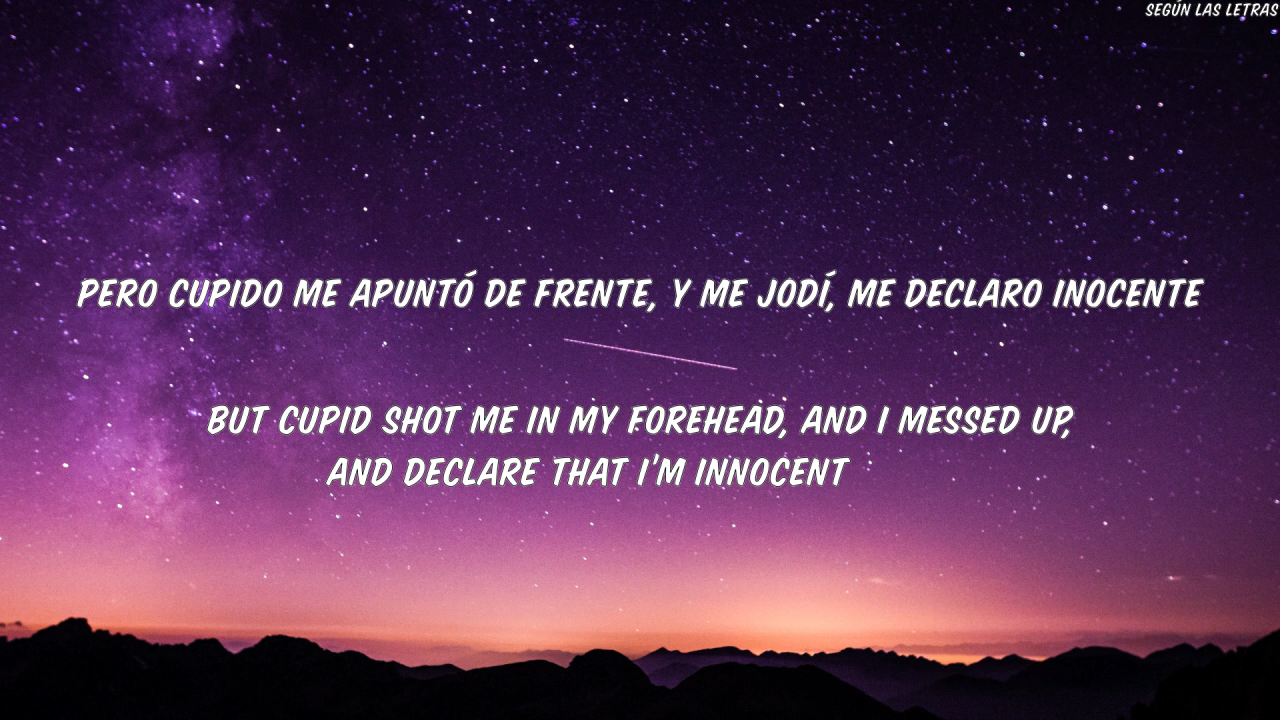 SEGÚN LAS LETRAS
PERO CUPIDO ME APUNTÓ DE FRENTE, Y ME JODÍ, ME DECLARO INOCENTE
BUT CUPID SHOT ME IN MY FOREHEAD, AND I MESSED UP,
AND DECLARE THAT I'M INNOCENT